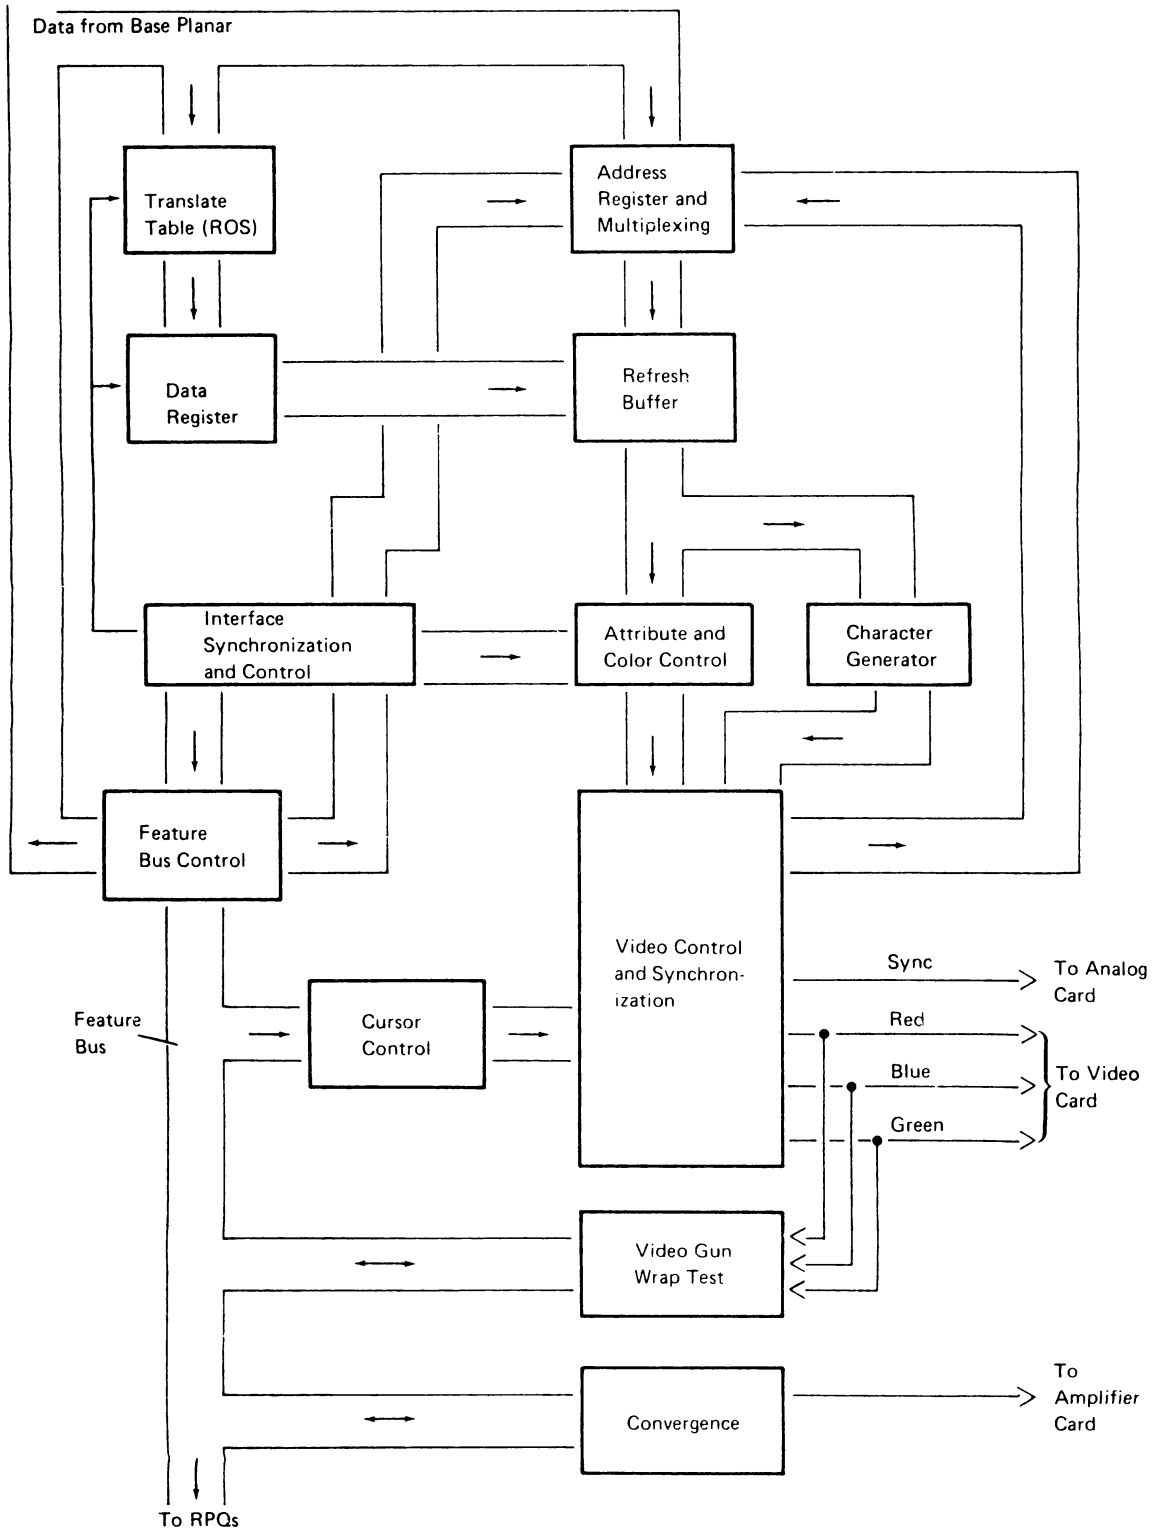 Data from Base Planar
Translate
Table (ROS)
Address
Register and
Multiplexing
Data
Register
Refresh
Buffer
Interface
Synchronization
and Control
Attribute and
Color Control
Character
Generator
Feature
Bus Control
Video Control
and Synchron-
ization
Sync
To Analog
Card
Feature
Bus
Cursor
Control
Red
Blue
Green
To Video
Card
Video Gun
Wrap Test
Convergence
To
Amplifier
Card
To RPQs